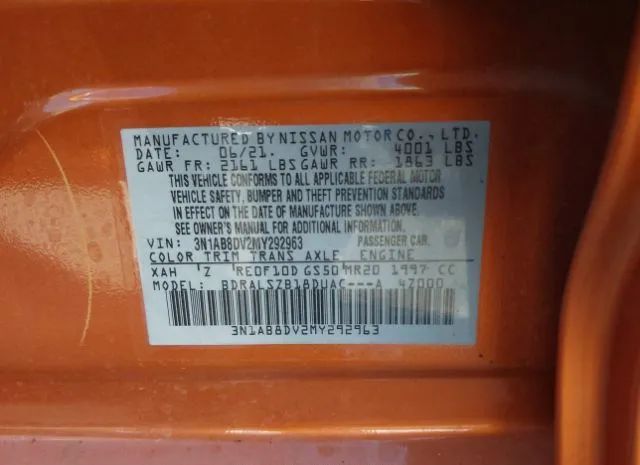 MANUFACTURED BY NISSAN MOTOR CO., LTD.
DATE: 06/21. GVWR: 4001 LBS
GAWR FR: 2161 LBS GAWR RR: 1863 LBS
THIS VEHICLE CONFORMS TO ALL APPLICABLE FEDERAL MOTOR
VEHICLE SAFETY, BUMPER AND THEFT PREVENTION STANDARDS
IN EFFECT ON THE DATE OF MANUFACTURE SHOWN ABOVE.
SEE OWNER'S MANUAL FOR ADDITIONAL INFORMATION.
VIN: 3N1AB8DV2MY292963 PASSENGER CAR.
COLOR TRIM TRANS AXLE ENGINE
XAH Z RE0F10D GS50 MR20 1997 CC
MODEL: BDRALSZB18DUAC---A 4Z000
3N1AB8DV2MY292963